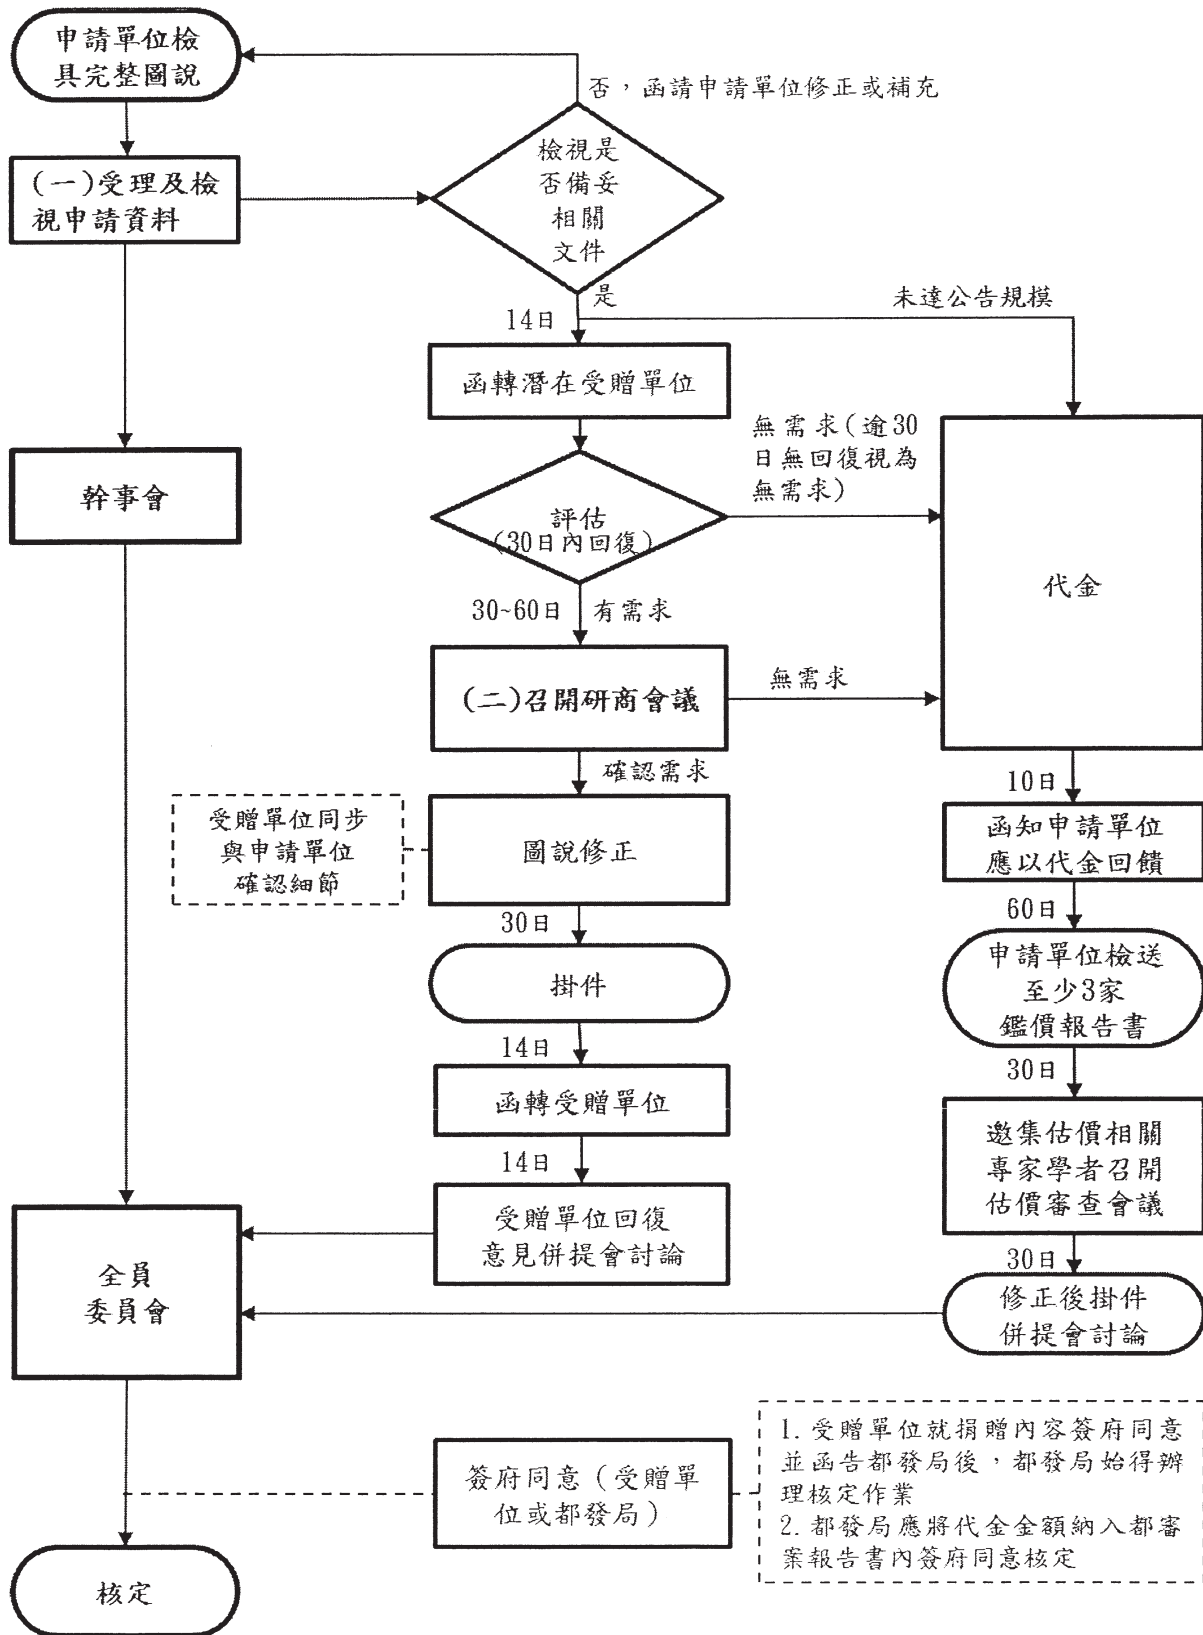 申請單位檢
具完整圖說
否，函請申請單位修正或補充
(一)受理及檢
視申請資料
檢視是
否備妥
相關
文件
是
未達公告規模
14日
函轉潛在受贈單位
無需求(逾30
日無回復視為
無需求)
幹事會
評估
(30日內回復)
代金
30~60日
有需求
(二)召開研商會議
無需求
確認需求
10日
受贈單位同步
與申請單位
確認細節
圖說修正
函知申請單位
應以代金回饋
30日
60日
掛件
申請單位檢送
至少3家
鑑價報告書
14日
30日
函轉受贈單位
邀集估價相關
專家學者召開
估價審查會議
14日
受贈單位回復
意見併提會討論
30日
全員
委員會
修正後掛件
併提會討論
簽府同意(受贈單
位或都發局)
1. 受贈單位就捐贈內容簽府同意
並函告都發局後，都發局始得辦
理核定作業
2. 都發局應將代金金額納入都審
案報告書內簽府同意核定
核定